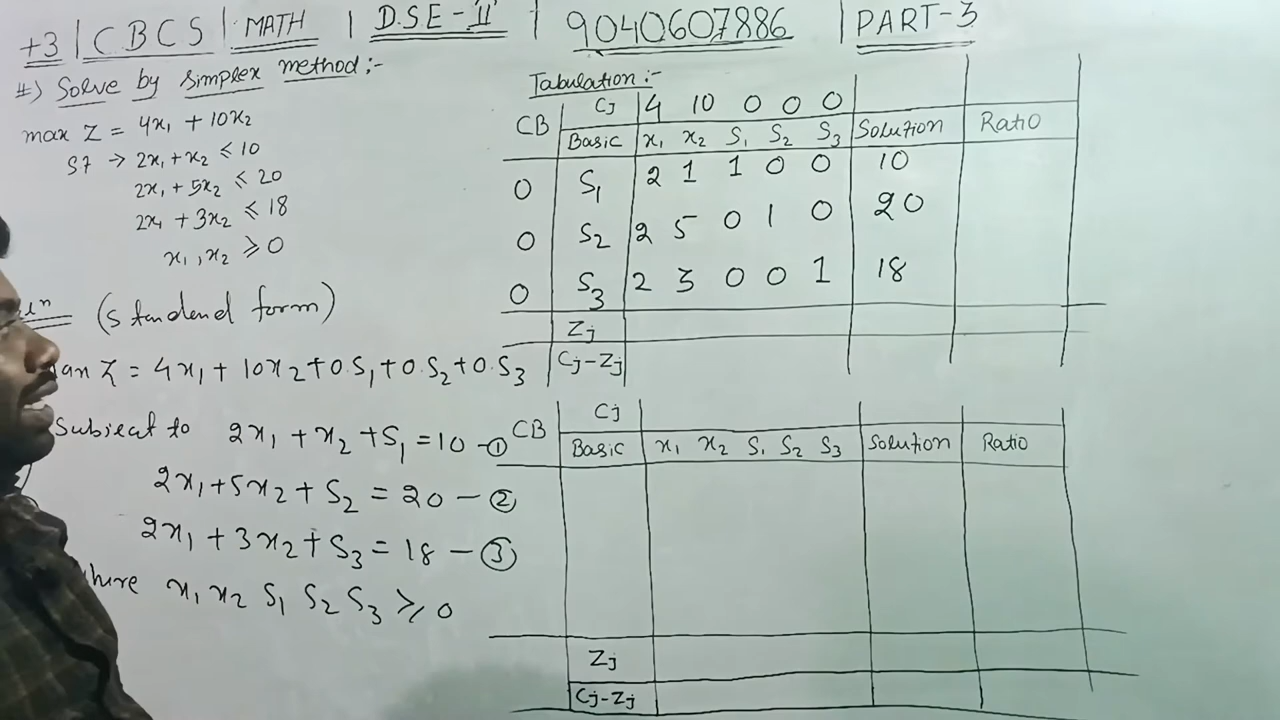 +3 | CBCS | MATH | D.SE-II | 9040607886 | PART-3
#) Solve by simplex method:-
max Z = 4x₁ + 10x₂
St → 2x₁ + x₂ ≤ 10
2x₁ + 5x₂ ≤ 20
2x₁ + 3x₂ ≤ 18
x₁, x₂ ≥ 0
(standend form)
Z = 4x₁ + 10x₂ + 0.S₁ + 0.S₂ + 0.S₃
Subject to 2x₁ + x₂ + S₁ = 10 - ①
2x₁ + 5x₂ + S₂ = 20 - ②
2x₁ + 3x₂ + S₃ = 18 - ③
x₁ x₂ S₁ S₂ S₃ ≥ 0
Tabulation:-
CB Cj 4 10 0 0 0
Basic x₁ x₂ S₁ S₂ S₃ Solution Ratio
0 S₁ 2 1 1 0 0 10
0 S₂ 2 5 0 1 0 20
0 S₃ 2 3 0 0 1 18
Zj
Cj-Zj
CB Cj
Basic x₁ x₂ S₁ S₂ S₃ Solution Ratio
Zj
Cj-Zj